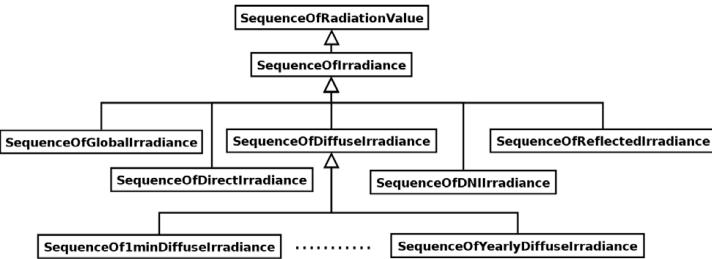 SequenceOfRadiationValue
SequenceOfIrradiance
SequenceOfGlobalIrradiance
SequenceOfDiffuseIrradiance
SequenceOfReflectedIrradiance
SequenceOfDirectIrradiance
SequenceOfDNIIrradiance
SequenceOf1minDiffuseIrradiance ........... SequenceOfYearlyDiffuseIrradiance